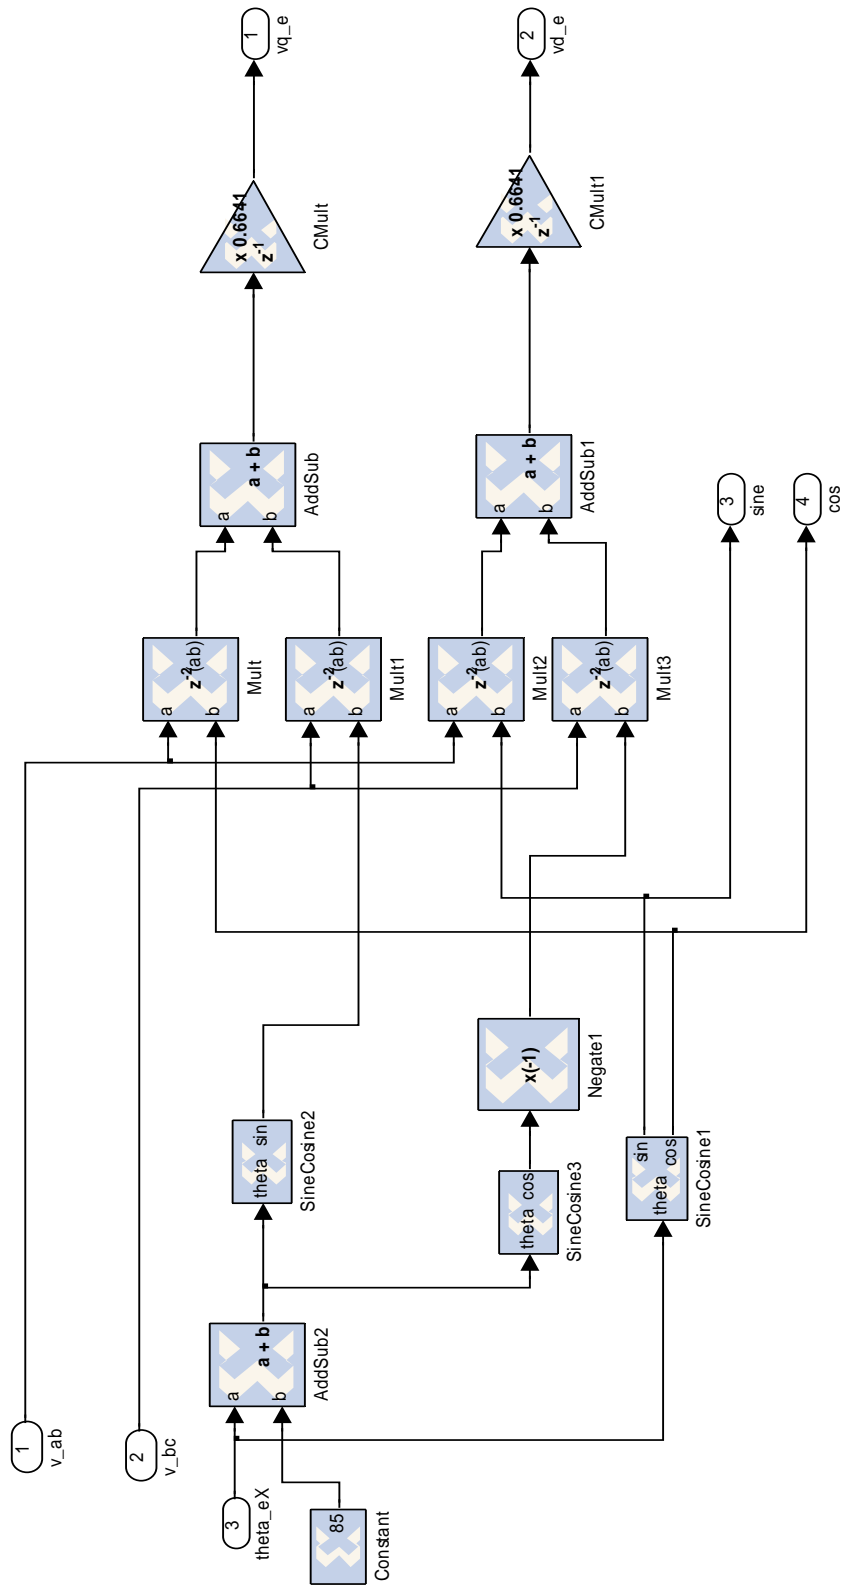 1
v_ab
2
v_bc
3
theta_eX
85
Constant
a
b
a + b
AddSub2
theta
sin
SineCosine2
theta
cos
SineCosine3
theta
sin
cos
SineCosine1
x(-1)
Negate1
a
b
z-2(ab)
Mult
a
b
z-2(ab)
Mult1
a
b
z-2(ab)
Mult2
a
b
z-2(ab)
Mult3
a
b
a + b
AddSub
a
b
a + b
AddSub1
x 0.6641
z-1
CMult
x 0.6641
z-1
CMult1
1
vq_e
2
vd_e
3
sine
4
cos